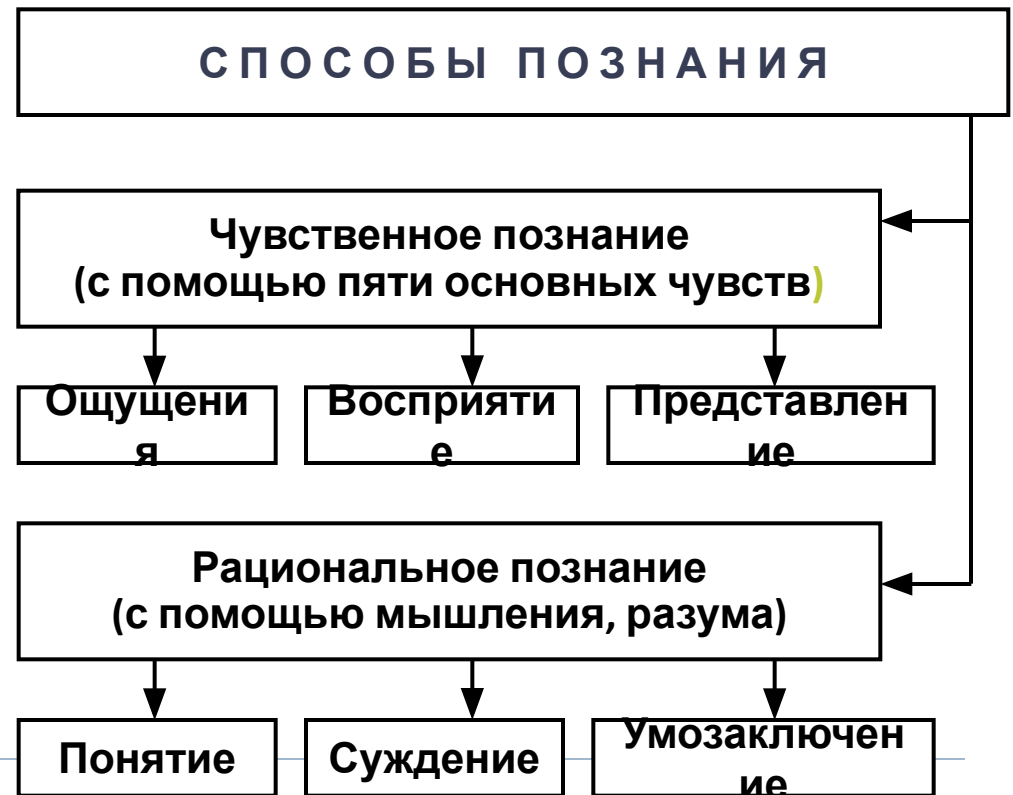 СПОСОБЫ ПОЗНАНИЯ
Чувственное познание
(с помощью пяти основных чувств)
Ощущени
я
Восприяти
е
Представлен
ие
Рациональное познание
(с помощью мышления, разума)
Понятие
Суждение
Умозаключен
ие